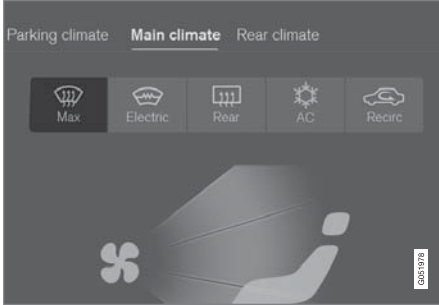 Parking climate Main climate Rear climate
Max Electric Rear AC Recirc
G051978